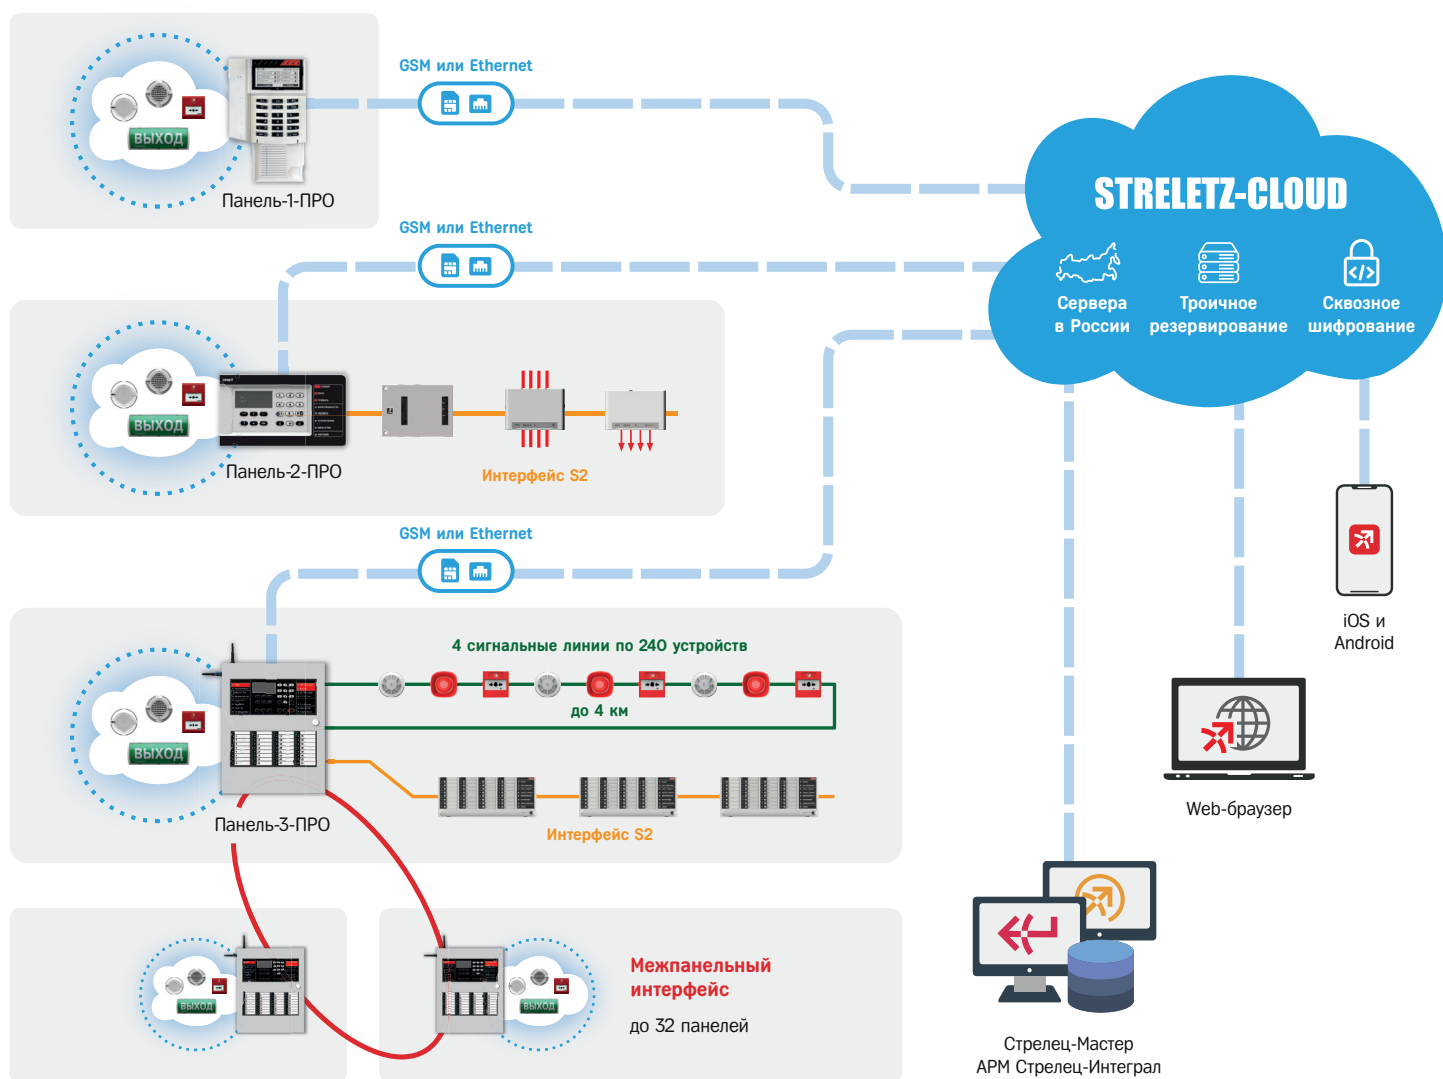 GSM или Ethernet
ВЫХОД
Панель-1-ПРО
STRELETZ-CLOUD
Сервера
в России
Троичное
резервирование
Сквозное
шифрование
GSM или Ethernet
ВЫХОД
Панель-2-ПРО
Интерфейс S2
GSM или Ethernet
iOS и
Android
4 сигнальные линии по 240 устройств
до 4 км
ВЫХОД
Панель-3-ПРО
Интерфейс S2
Web-браузер
ВЫХОД
ВЫХОД
Межпанельный
интерфейс
до 32 панелей
Стрелец-Мастер
АРМ Стрелец-Интеграл